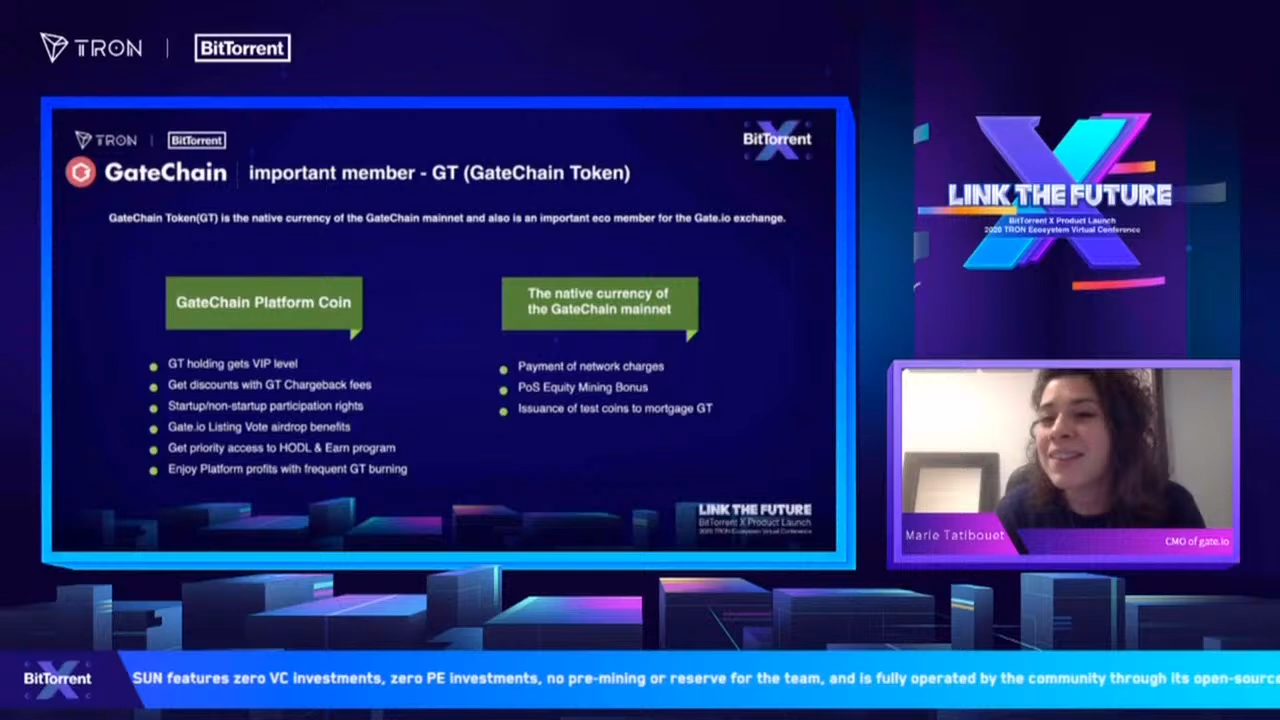 TRON
BitTorrent
TRON
BitTorrent
BitTorrent
GateChain
important member - GT (GateChain Token)
GateChain Token(GT) is the native currency of the GateChain mainnet and also is an important eco member for the Gate.io exchange.
GateChain Platform Coin
GT holding gets VIP level
Get discounts with GT Chargeback fees
Startup/non-startup participation rights
Gate.io Listing Vote airdrop benefits
Get priority access to HODL & Earn program
Enjoy Platform profits with frequent GT burning
The native currency of
the GateChain mainnet
Payment of network charges
PoS Equity Mining Bonus
Issuance of test coins to mortgage GT
LINK THE FUTURE
BitTorrent X Product Launch
2020 TRON Ecosystem Virtual Conference
LINK THE FUTURE
BitTorrent X Product Launch
2020 TRON Ecosystem Virtual Conference
Marie Tatibouet
CMO of gate.io
BitTorrent
SUN features zero VC investments, zero PE investments, no pre-mining or reserve for the team, and is fully operated by the community through its open-source